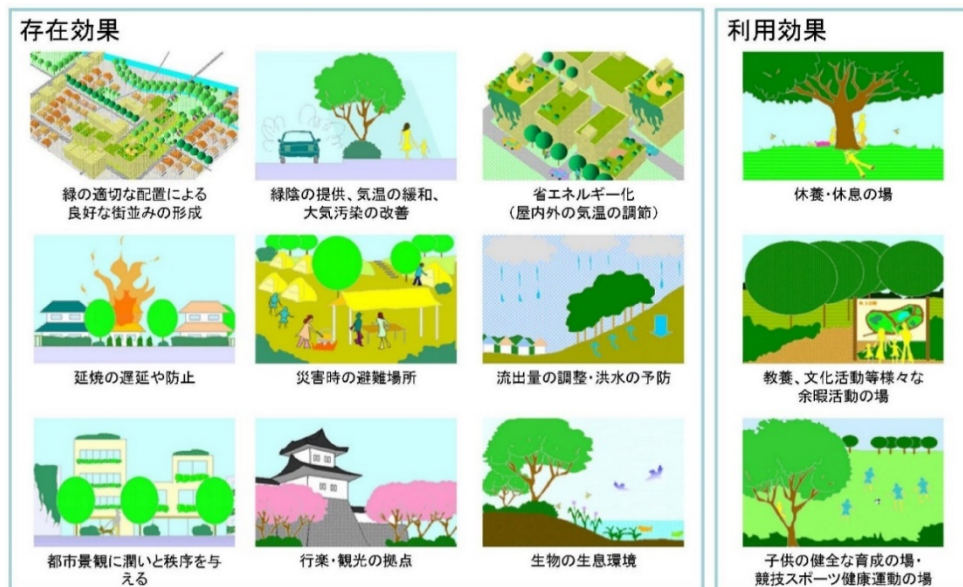 存在効果
緑の適切な配置による
良好な街並みの形成
緑陰の提供、気温の緩和、
大気汚染の改善
省エネルギー化
（屋内外の気温の調節）
延焼の遅延や防止
災害時の避難場所
流出量の調整・洪水の予防
都市景観に潤いと秩序を与
える
行楽・観光の拠点
生物の生息環境
利用効果
休養・休息の場
教養、文化活動等様々な
余暇活動の場
子供の健全な育成の場・
競技スポーツ健康運動の場